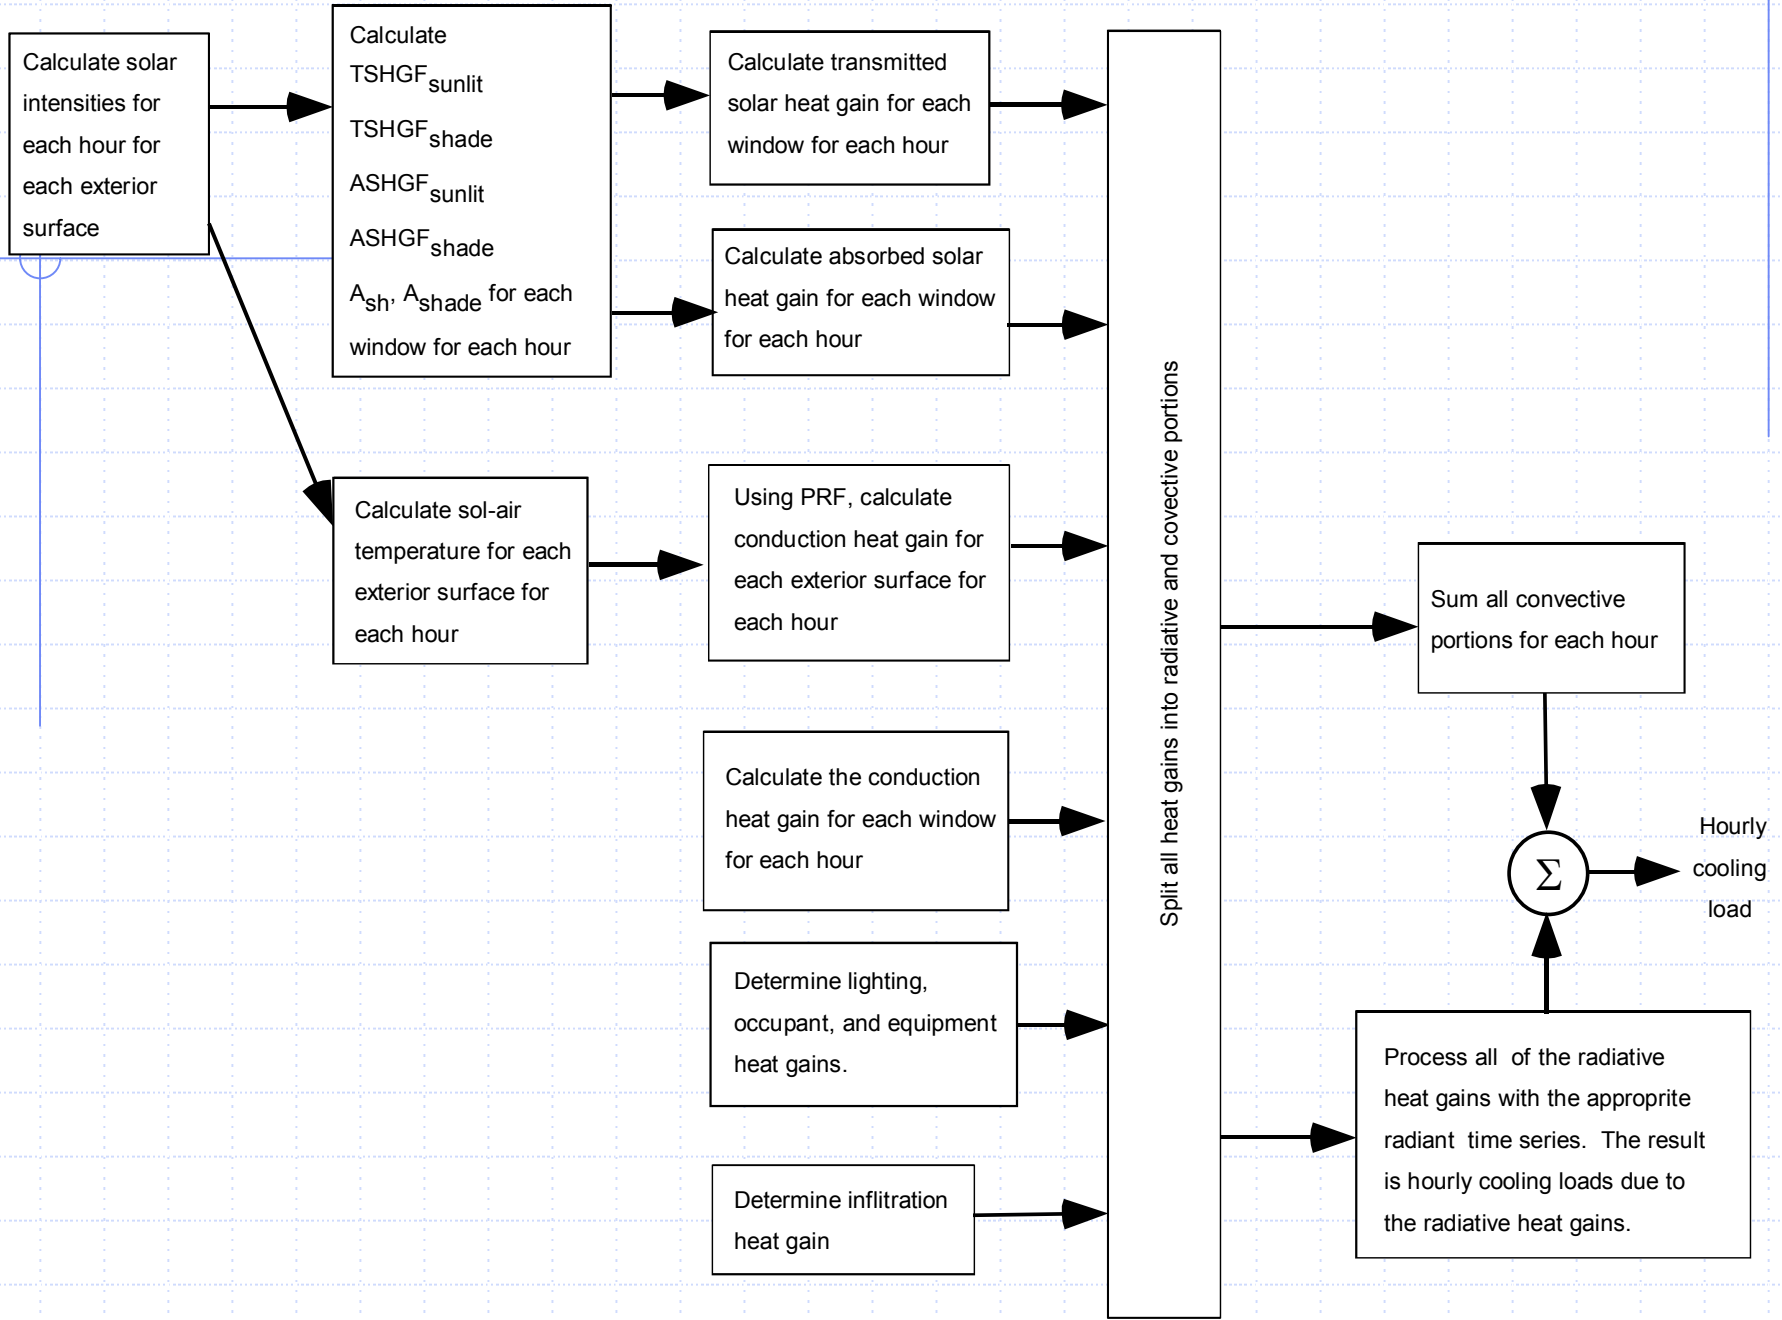 Calculate solar
intensities for
each hour for
each exterior
surface
Calculate
TSHGFsunlit
TSHGFshade
ASHGFsunlit
ASHGFshade
Ash, Ashade for each
window for each hour
Calculate transmitted
solar heat gain for each
window for each hour
Calculate absorbed solar
heat gain for each window
for each hour
Calculate sol-air
temperature for each
exterior surface for
each hour
Using PRF, calculate
conduction heat gain for
each exterior surface for
each hour
Calculate the conduction
heat gain for each window
for each hour
Determine lighting,
occupant, and equipment
heat gains.
Determine inflitration
heat gain
Split all heat gains into radiative and covective portions
Sum all convective
portions for each hour
Σ
Hourly
cooling
load
Process all of the radiative
heat gains with the approprite
radiant time series. The result
is hourly cooling loads due to
the radiative heat gains.